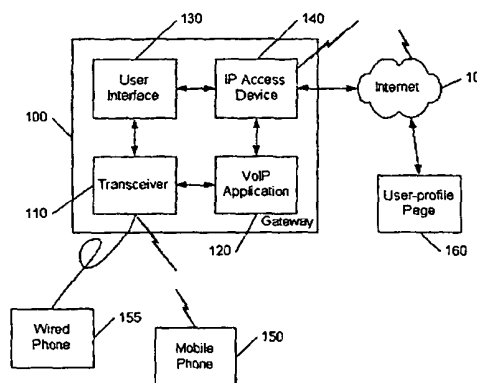 130
140
User
Interface
IP Access
Device
Internet
10
100
Transceiver
VoIP
Application
User-profile
Page
110
Gateway
120
160
Wired
Phone
155
Mobile
Phone
150